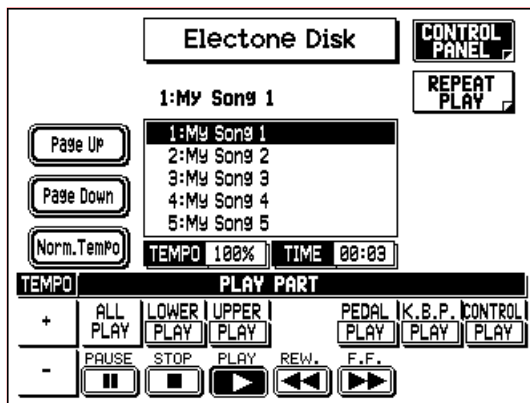 Electone Disk
CONTROL
PANEL
REPEAT
PLAY
1:My Song 1
1:My Song 1
2:My Song 2
3:My Song 3
4:My Song 4
5:My Song 5
Page Up
Page Down
Norm.Tempo
TEMPO 100% TIME 00:03
TEMPO PLAY PART
+ ALL PLAY LOWER PLAY UPPER PLAY PEDAL PLAY K.B.P. PLAY CONTROL PLAY
- PAUSE STOP PLAY REW. F.F.